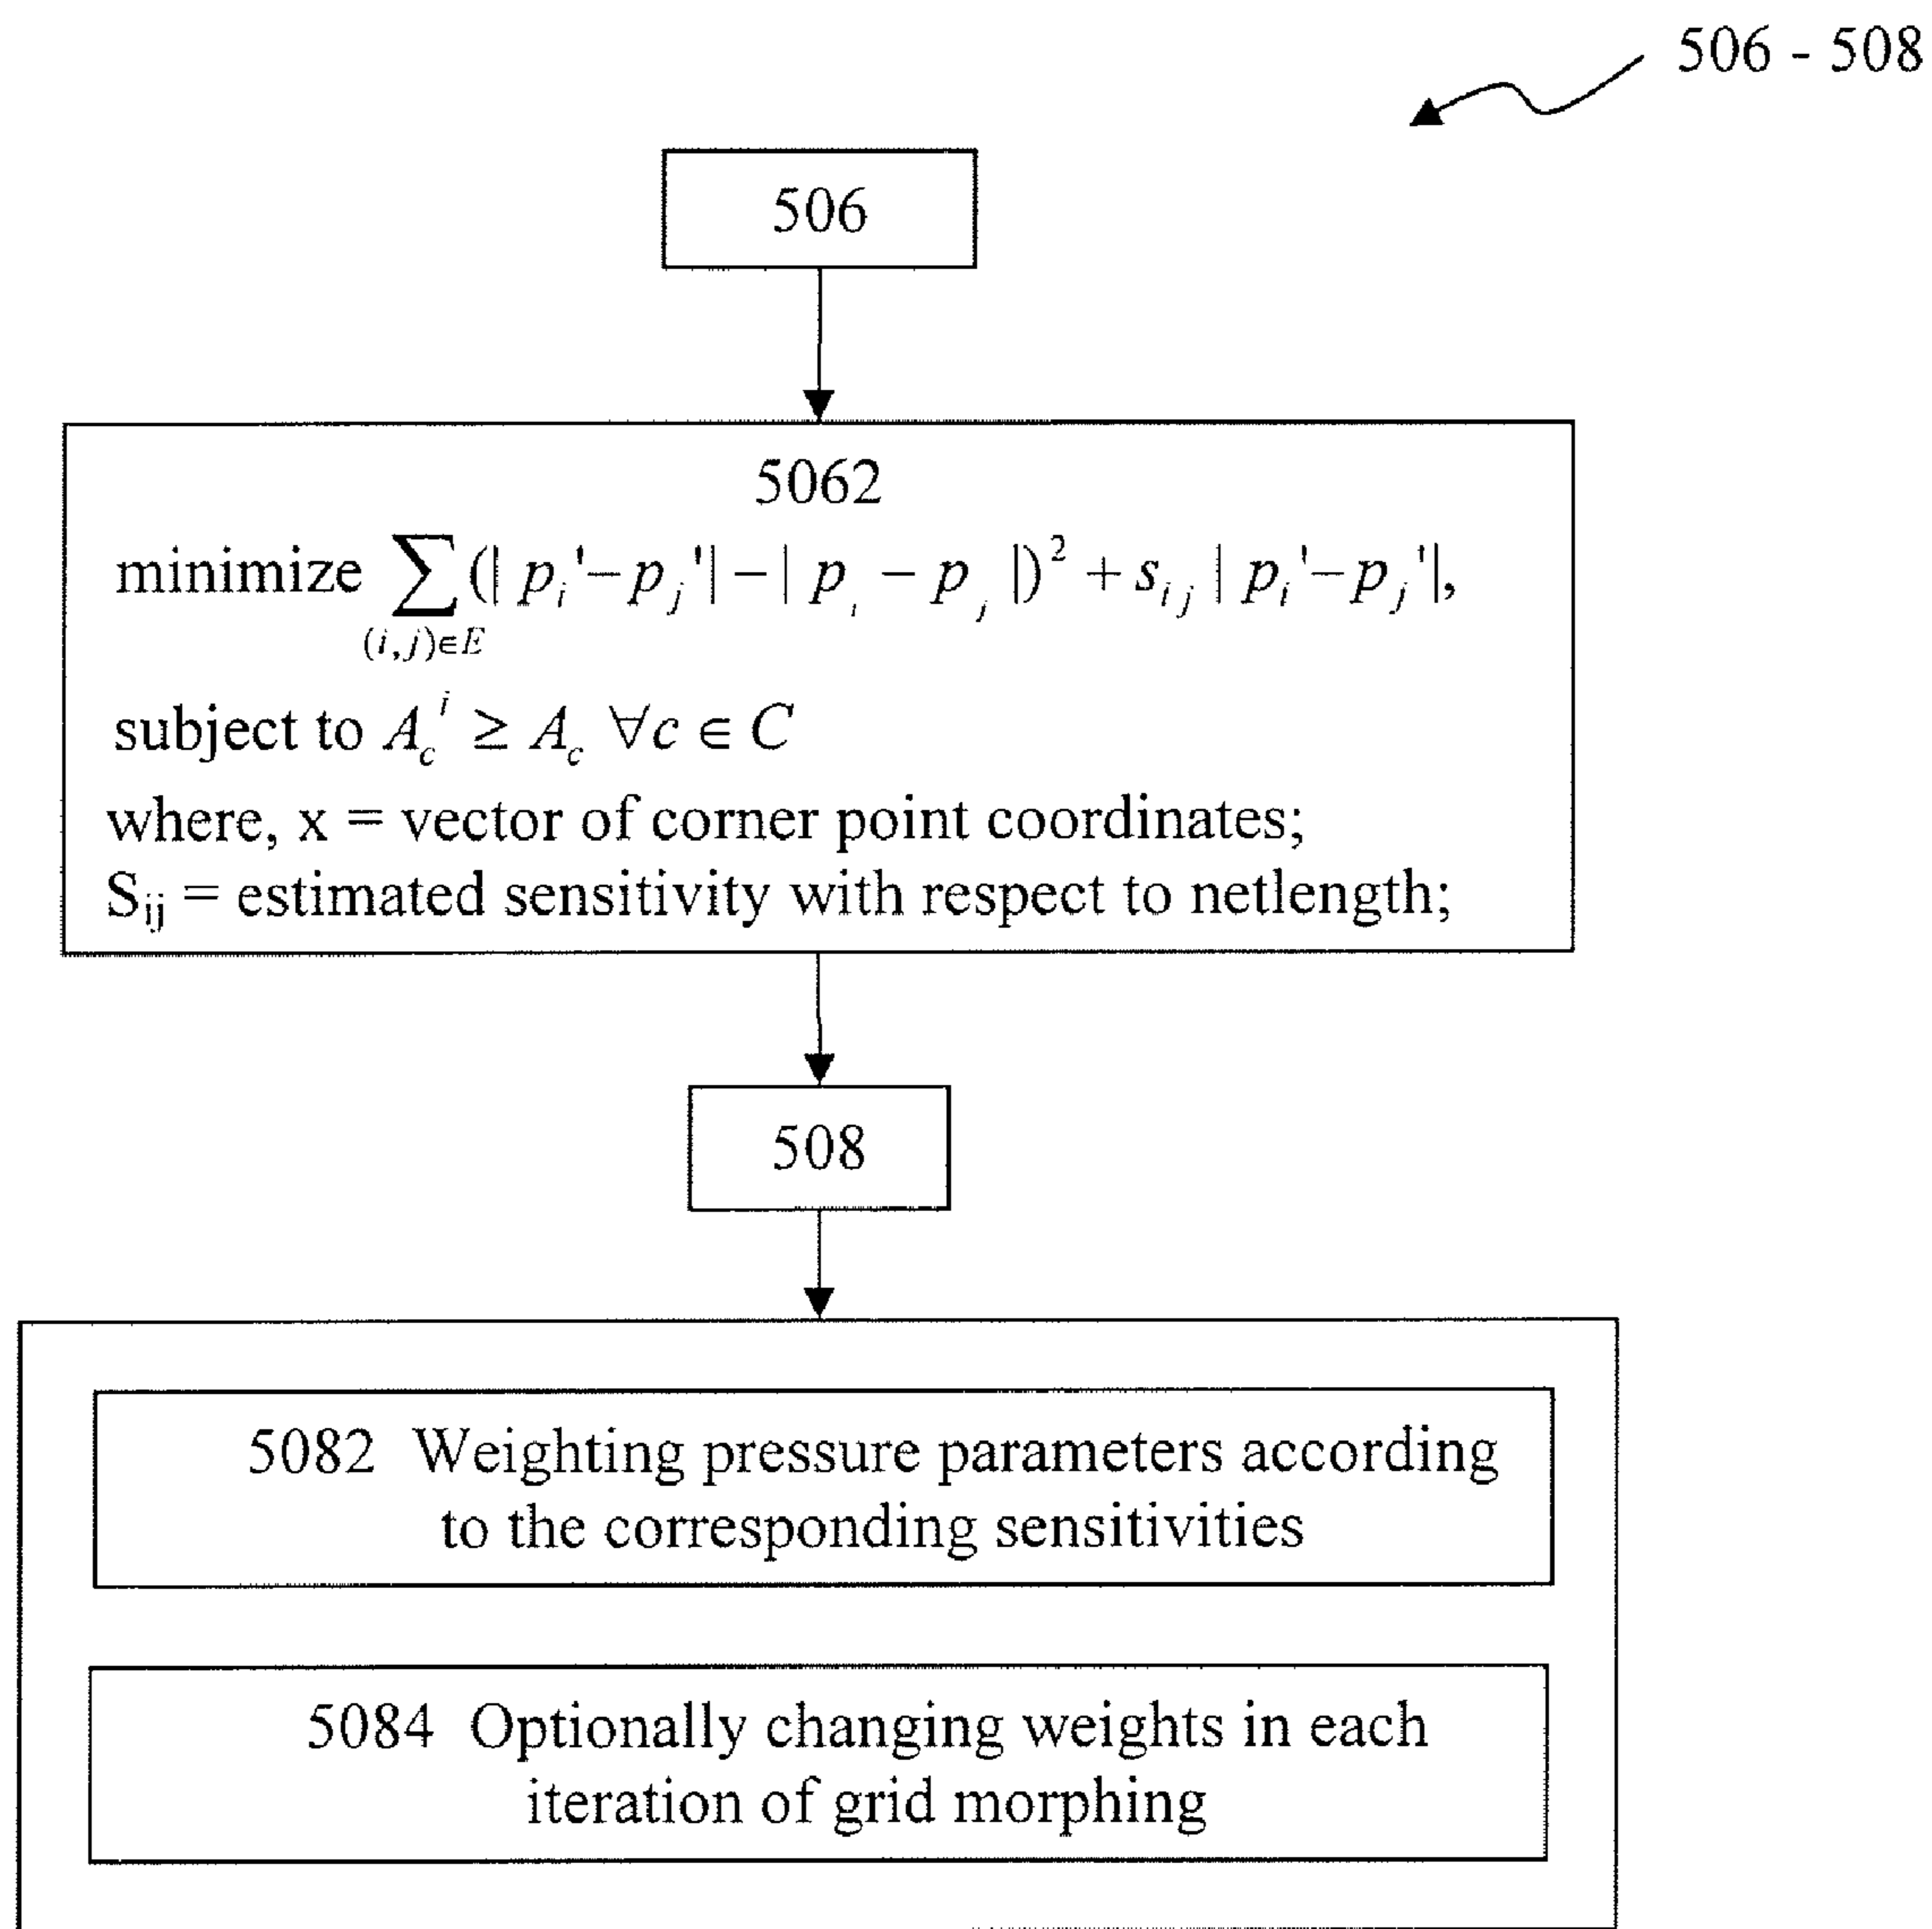 506 - 508
506
5062
minimize ∑ (| p_i' − p_j' | − | p_i − p_j |)² + s_ij | p_i' − p_j' |,
(i,j)∈E
subject to A_c^i ≥ A_c ∀c ∈ C
where, x = vector of corner point coordinates;
S_ij = estimated sensitivity with respect to netlength;
508
5082 Weighting pressure parameters according
to the corresponding sensitivities
5084 Optionally changing weights in each
iteration of grid morphing